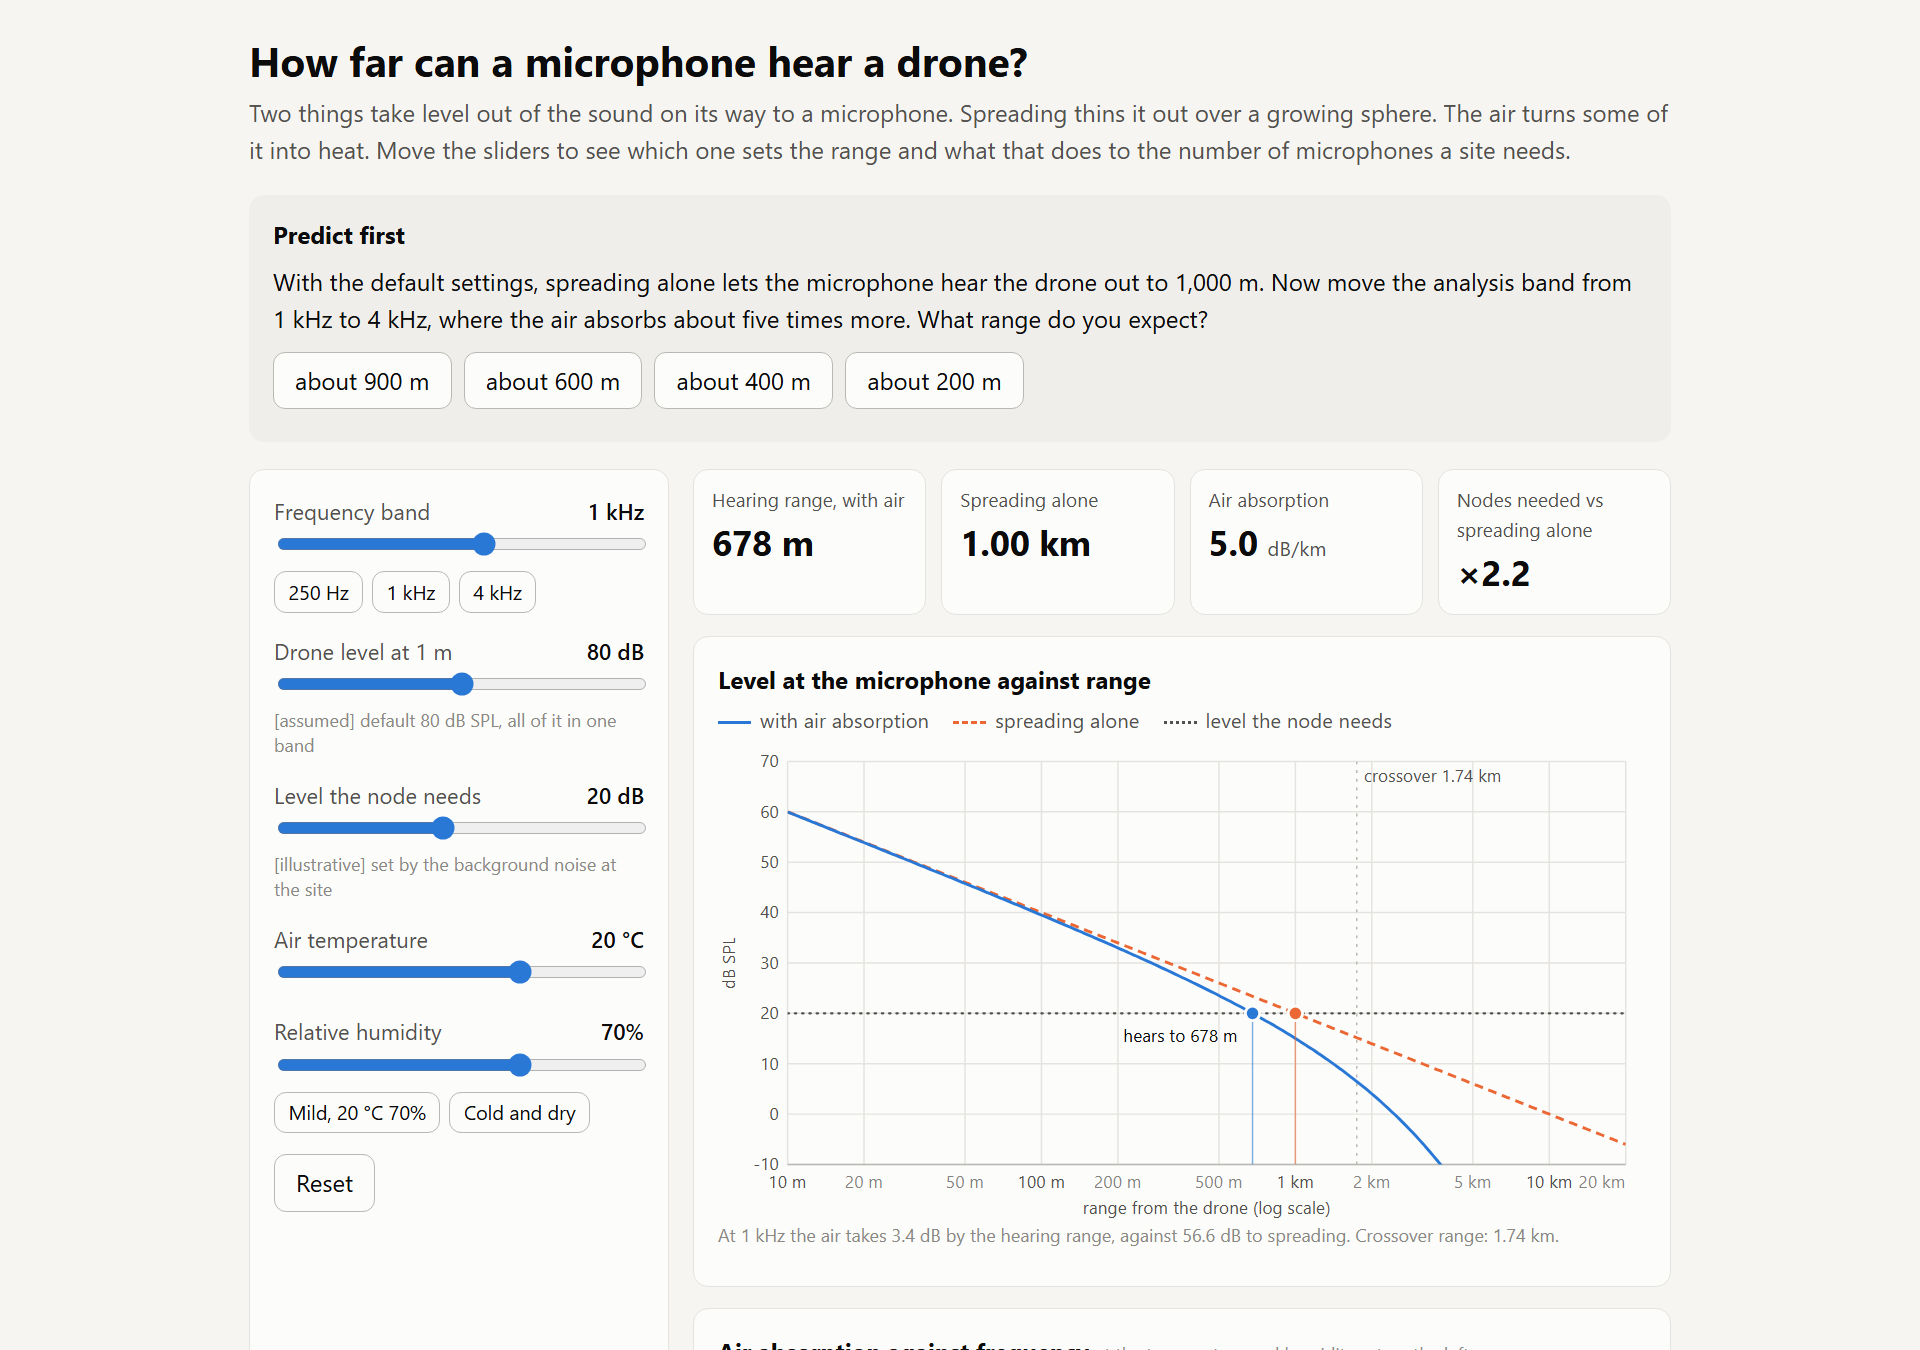 How far can a microphone hear a drone?
Two things take level out of the sound on its way to a microphone. Spreading thins it out over a growing sphere. The air turns some of
it into heat. Move the sliders to see which one sets the range and what that does to the number of microphones a site needs.
Predict first
With the default settings, spreading alone lets the microphone hear the drone out to 1,000 m. Now move the analysis band from
1 kHz to 4 kHz, where the air absorbs about five times more. What range do you expect?
about 900 m about 600 m about 400 m about 200 m
Frequency band 1 kHz
250 Hz 1 kHz 4 kHz
Drone level at 1 m 80 dB
[assumed] default 80 dB SPL, all of it in one
band
Level the node needs 20 dB
[illustrative] set by the background noise at
the site
Air temperature 20 °C
Relative humidity 70%
Mild, 20 °C 70% Cold and dry
Reset
Hearing range, with air
678 m
Spreading alone
1.00 km
Air absorption
5.0 dB/km
Nodes needed vs
spreading alone
×2.2
Level at the microphone against range
with air absorption spreading alone level the node needs
70
60
50
40
30
20
10
0
-10
dB SPL
crossover 1.74 km
hears to 678 m
10 m 20 m 50 m 100 m 200 m 500 m 1 km 2 km 5 km 10 km 20 km
range from the drone (log scale)
At 1 kHz the air takes 3.4 dB by the hearing range, against 56.6 dB to spreading. Crossover range: 1.74 km.
Air absorption against frequency